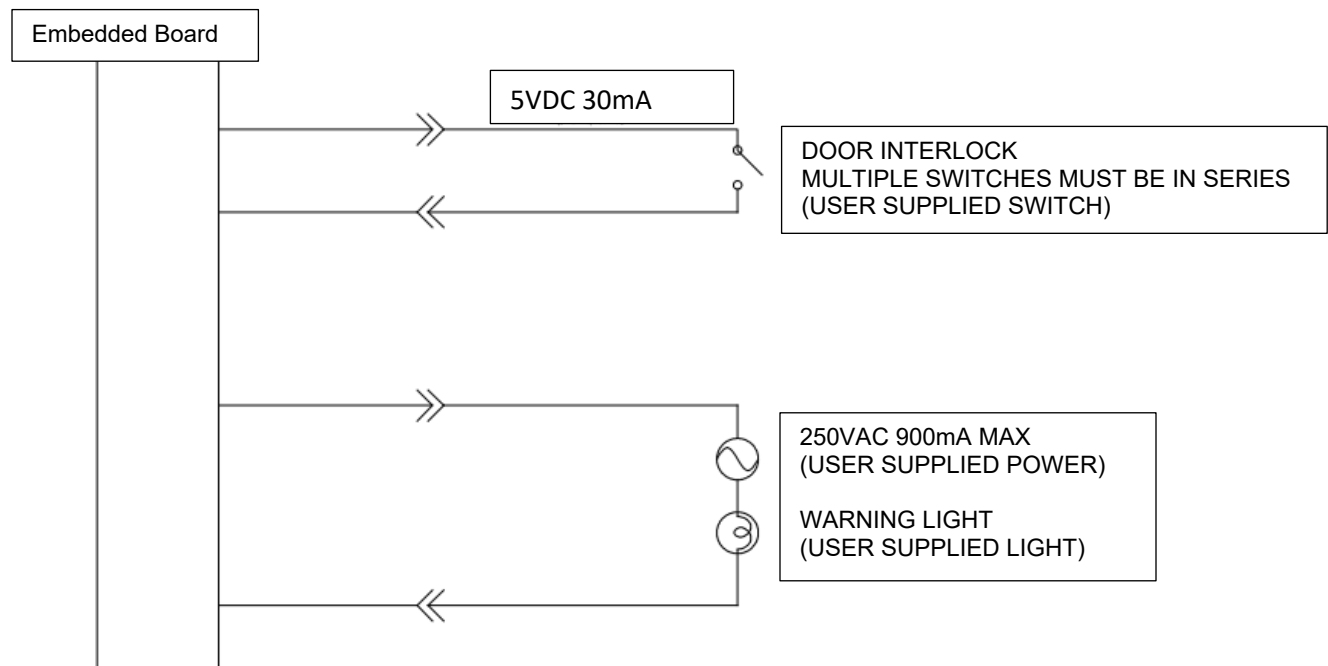 Embedded Board
5VDC 30mA
DOOR INTERLOCK
MULTIPLE SWITCHES MUST BE IN SERIES
(USER SUPPLIED SWITCH)
250VAC 900mA MAX
(USER SUPPLIED POWER)
WARNING LIGHT
(USER SUPPLIED LIGHT)